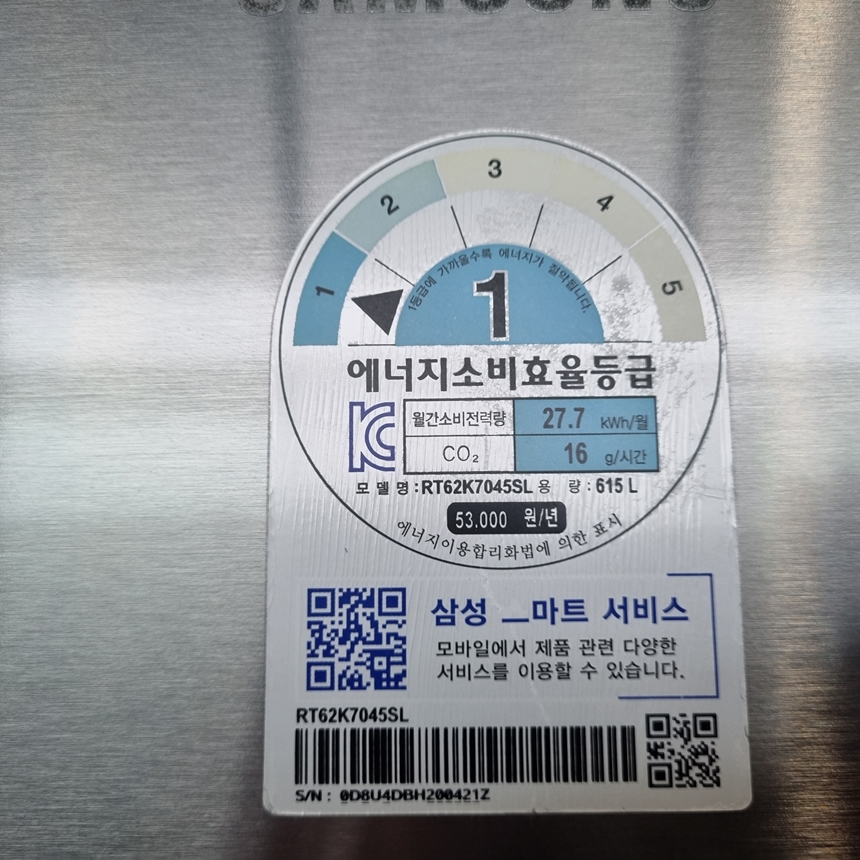 SAMSUNG
1 2 3 4 5
1등급에 가까울수록 에너지가 절약됩니다.
1
에너지소비효율등급
월간소비전력량 27.7 kWh/월
CO₂ 16 g/시간
모 델 명 : RT62K7045SL 용 량 : 615 L
53.000 원/년
에너지이용합리화법에 의한 표시
삼성 마트 서비스
모바일에서 제품 관련 다양한
서비스를 이용할 수 있습니다.
RT62K7045SL
S/N : 0D8U4DBH200421Z